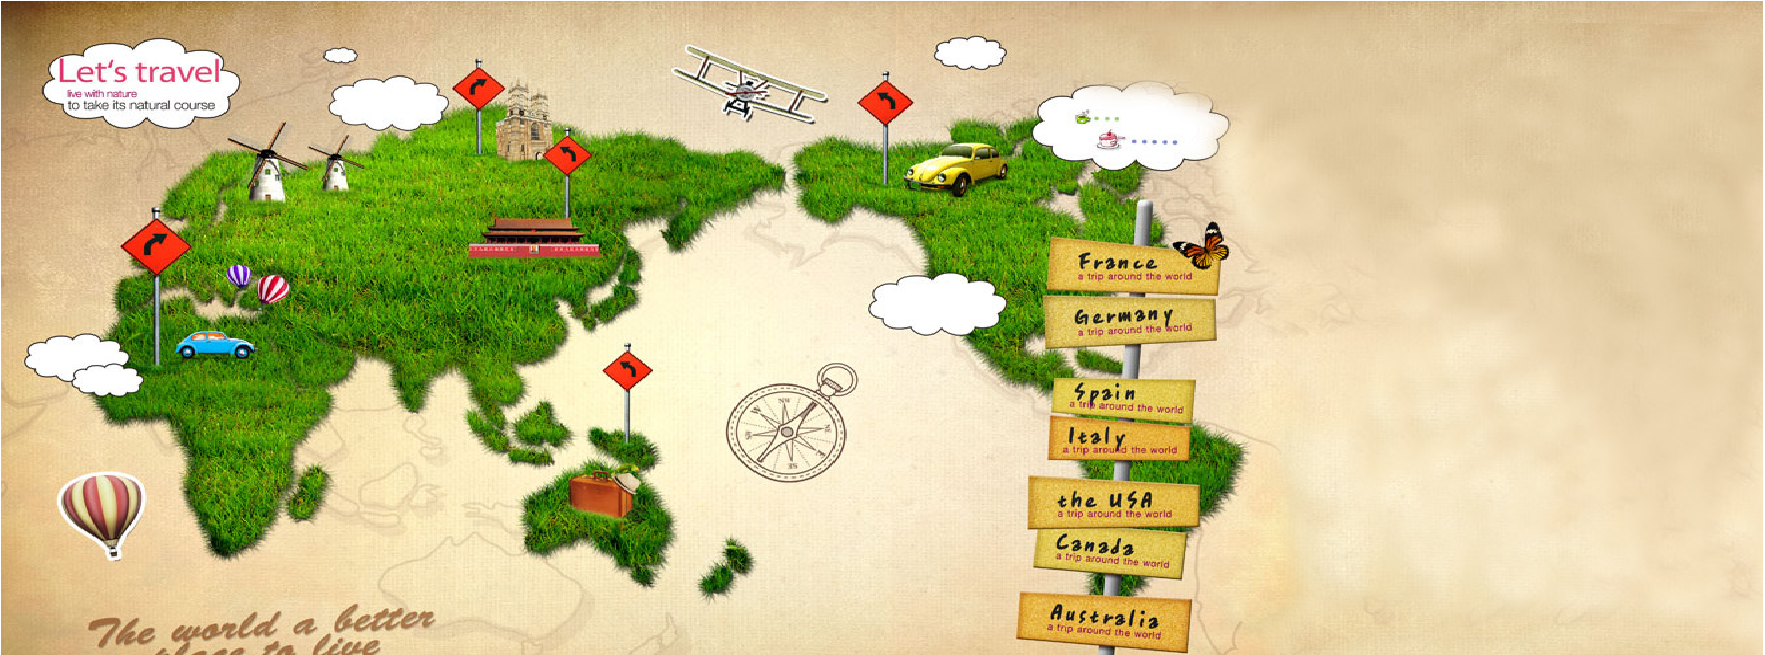 Let's travel
live with nature
to take its natural course
France
a trip around the world
Germany
a trip around the world
Spain
a trip around the world
Italy
a trip around the world
the USA
a trip around the world
Canada
a trip around the world
Australia
a trip around the world
The world a better
place to live